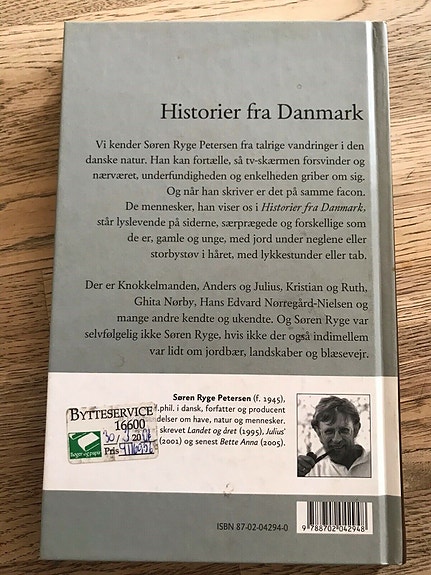 Historier fra Danmark
Vi kender Søren Ryge Petersen fra talrige vandringer i den
danske natur. Han kan fortælle, så tv-skærmen forsvinder og
nærværet, underfundigheden og enkelheden griber om sig.
Og når han skriver er det på samme facon.
De mennesker, han viser os i Historier fra Danmark,
står lyslevende på siderne, særprægede og forskellige som
de er, gamle og unge, med jord under neglene eller
storbystøv i håret, med lykkestunder eller tab.
Der er Knokkelmanden, Anders og Julius, Kristian og Ruth,
Ghita Nørby, Hans Edvard Nørregård-Nielsen og
mange andre kendte og ukendte. Og Søren Ryge var
selvfølgelig ikke Søren Ryge, hvis ikke der også indimellem
var lidt om jordbær, landskaber og blæsevejr.
Søren Ryge Petersen (f. 1945),
f.phil. i dansk, forfatter og producent
delser om have, natur og mennesker.
skrevet Landet og året (1995), Julius'
(2001) og senest Bette Anna (2005).
BYTTESERVICE
16600
Bøger og papir
Pris
ISBN 87-02-04294-0
9 788702 042948